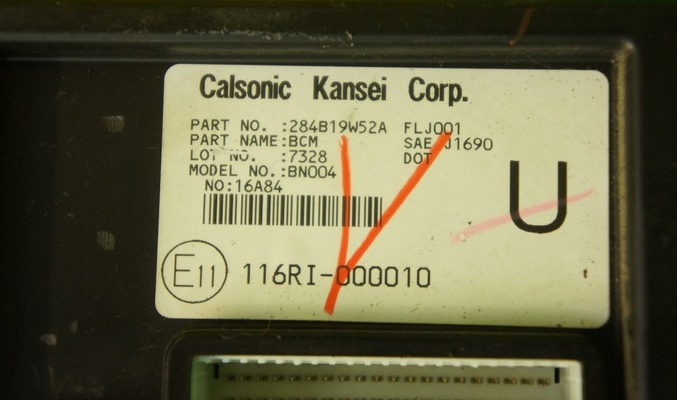 Calsonic Kansei Corp.
PART NO. :284B19W52A FLJ001
PART NAME:BCM SAE J1690
LOT NO. :7328 DOT
MODEL NO.:BN004
NO:16A84
U
E11 116RI-000010